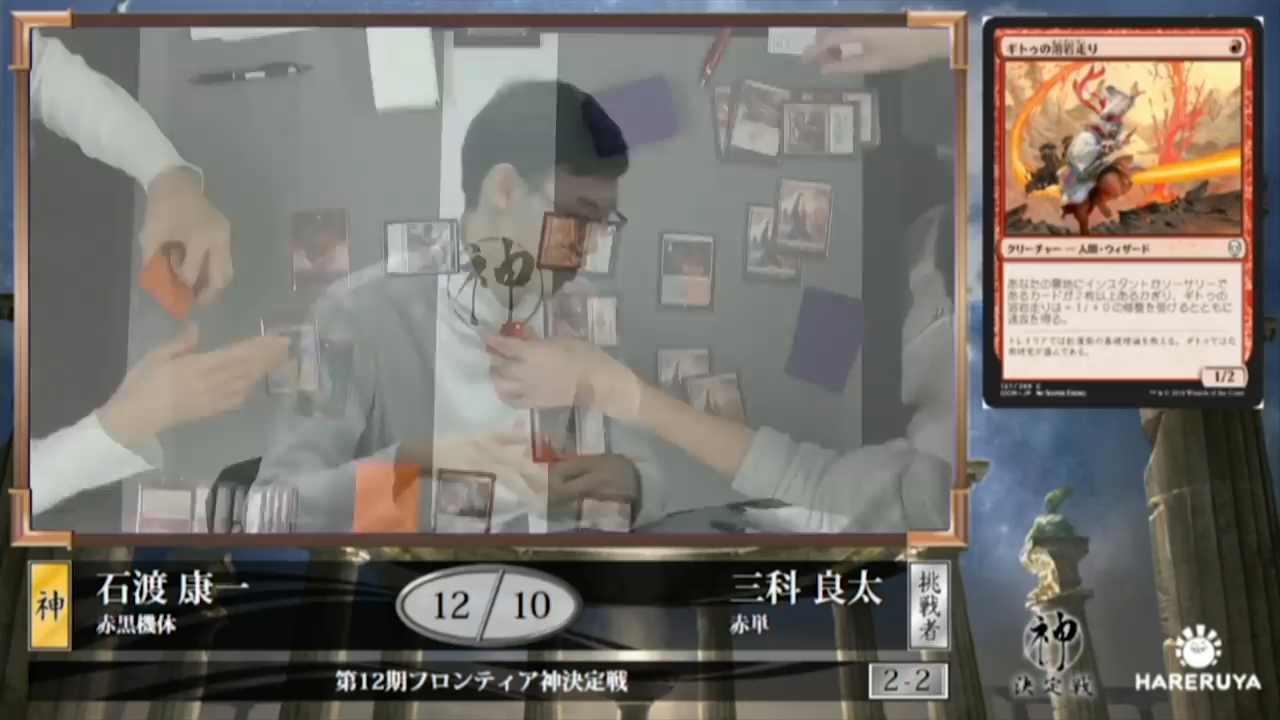 ギトゥの溶岩走り
クリーチャー ― 人間・ウィザード
あなたの墓地にインスタントかソーサリーで
あるカードが2枚以上あるかぎり、ギトゥの
溶岩走りは＋1/＋0の修整を受けるとともに
速攻を得る。
1/2
神
神
石渡 康一
赤黒機体
12 / 10
三科 良太
赤単
挑戦者
第12期フロンティア神決定戦
2-2
神
決定戦
HARERUYA